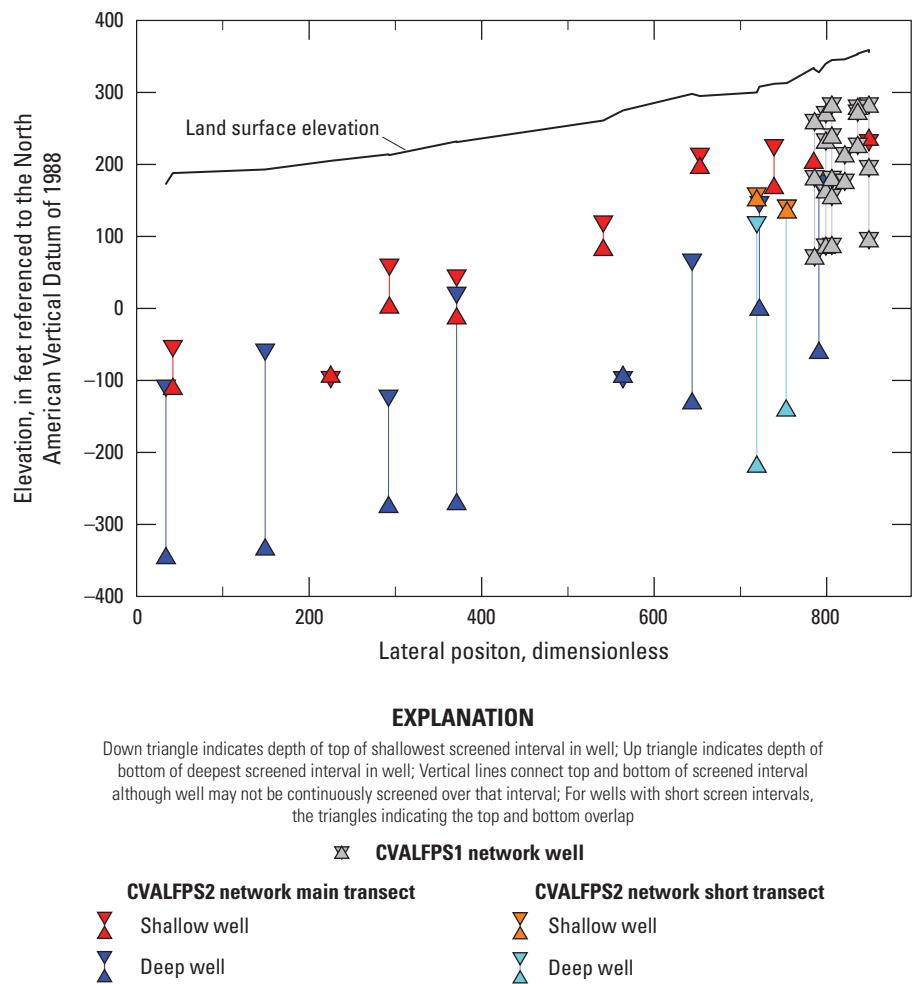 400
300
200
100
0
–100
–200
–300
–400
Elevation, in feet referenced to the North
American Vertical Datum of 1988
Land surface elevation
0
200
400
600
800
Lateral positon, dimensionless
EXPLANATION
Down triangle indicates depth of top of shallowest screened interval in well; Up triangle indicates depth of
bottom of deepest screened interval in well; Vertical lines connect top and bottom of screened interval
although well may not be continuously screened over that interval; For wells with short screen intervals,
the triangles indicating the top and bottom overlap
CVALFPS1 network well
CVALFPS2 network main transect
Shallow well
Deep well
CVALFPS2 network short transect
Shallow well
Deep well